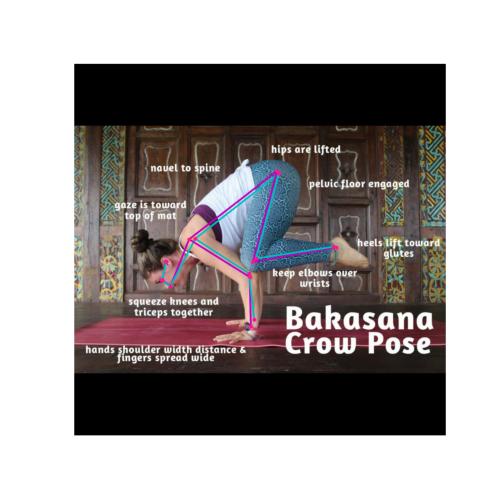 hips are lifted
navel to spine
pelvic floor engaged
gaze is toward
top of mat
heels lift toward
glutes
keep elbows over
wrists
squeeze knees and
triceps together
Bakasana
Crow Pose
hands shoulder width distance &
fingers spread wide